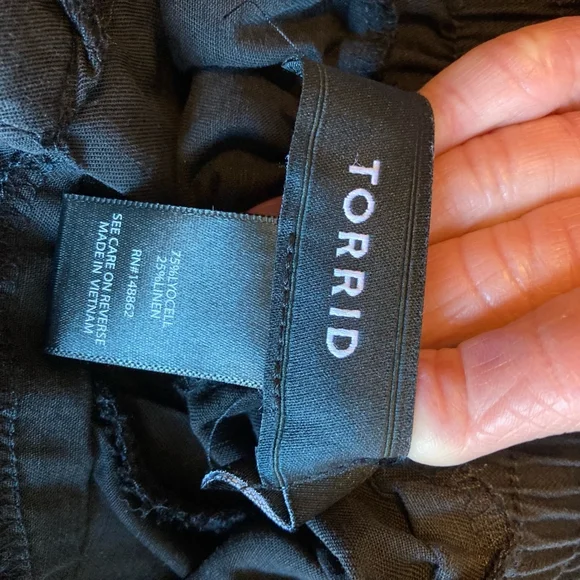 TORRID
75%LYOCELL
25%LINEN
RN#148862
SEE CARE ON REVERSE
MADE IN VIETNAM